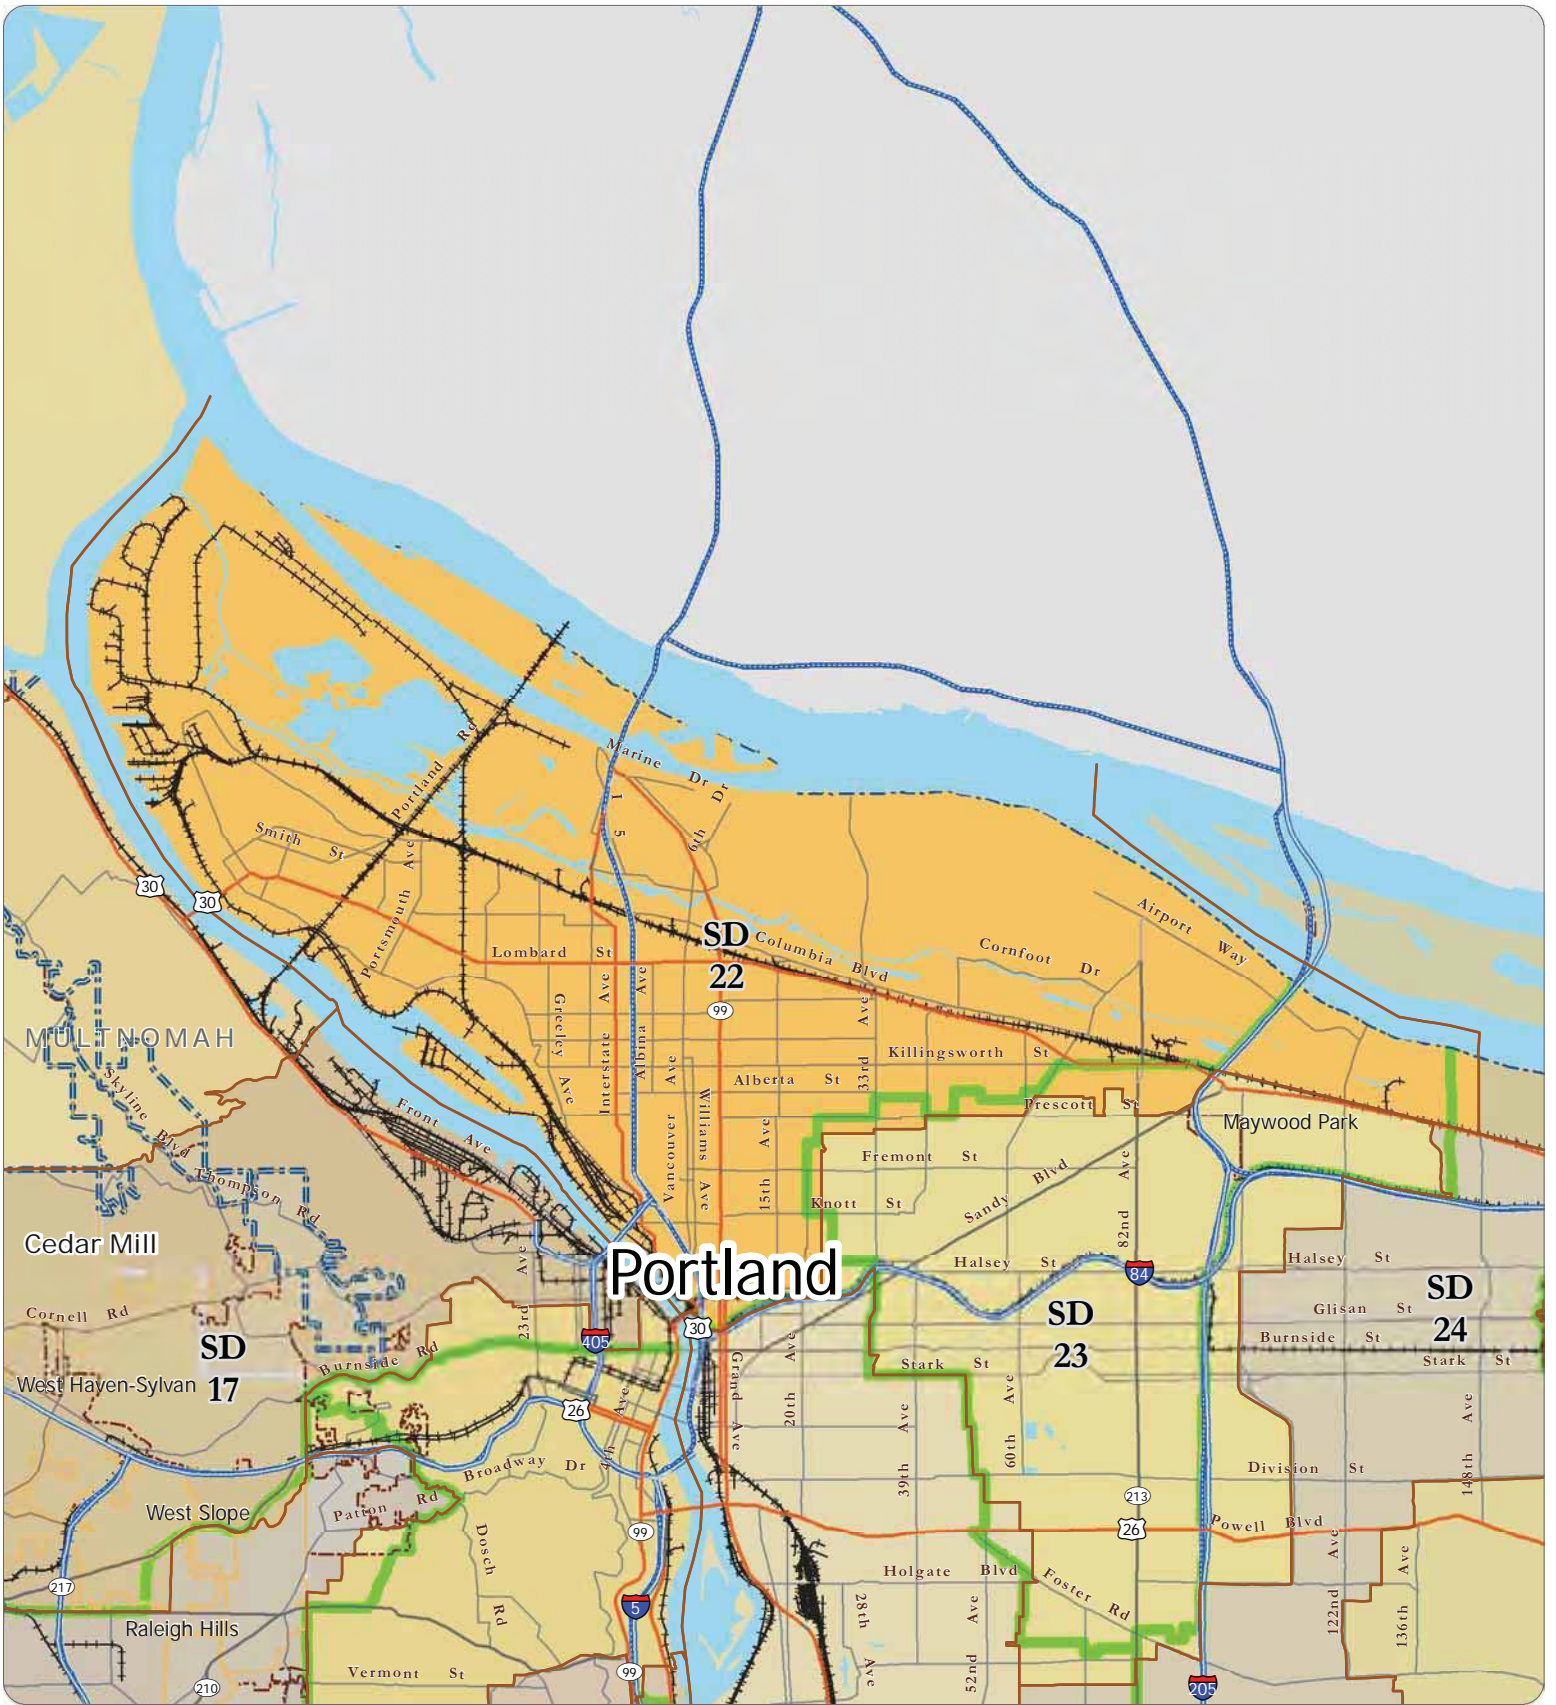 Portland Rd
Marine Dr
6th Dr
I 5
Smith St
Portsmouth Ave
30
30
Airport Way
SD
22
Columbia Blvd
Cornfoot Dr
Lombard St
99
Greeley Ave
Interstate Ave
Albina Ave
33rd Ave
MULTNOMAH
Killingsworth St
Skyline Blvd
Alberta St
Vancouver Ave
Williams Ave
15th Ave
Front Ave
Prescott St
Maywood Park
Fremont St
Thompson Rd
Sandy Blvd
82nd Ave
Knott St
Cedar Mill
Portland
23rd Ave
Halsey St
Halsey St
84
SD
24
Cornell Rd
Glisan St
SD
23
30
405
SD
17
Burnside St
Burnside Rd
Stark St
Stark St
West Haven-Sylvan
Grand Ave
20th Ave
39th Ave
60th Ave
148th Ave
26
4th Ave
Broadway Dr
Division St
Patton Rd
213
West Slope
26
Powell Blvd
99
Dosch Rd
Holgate Blvd
Foster Rd
122nd Ave
136th Ave
217
5
28th Ave
52nd Ave
Raleigh Hills
Vermont St
99
210
205